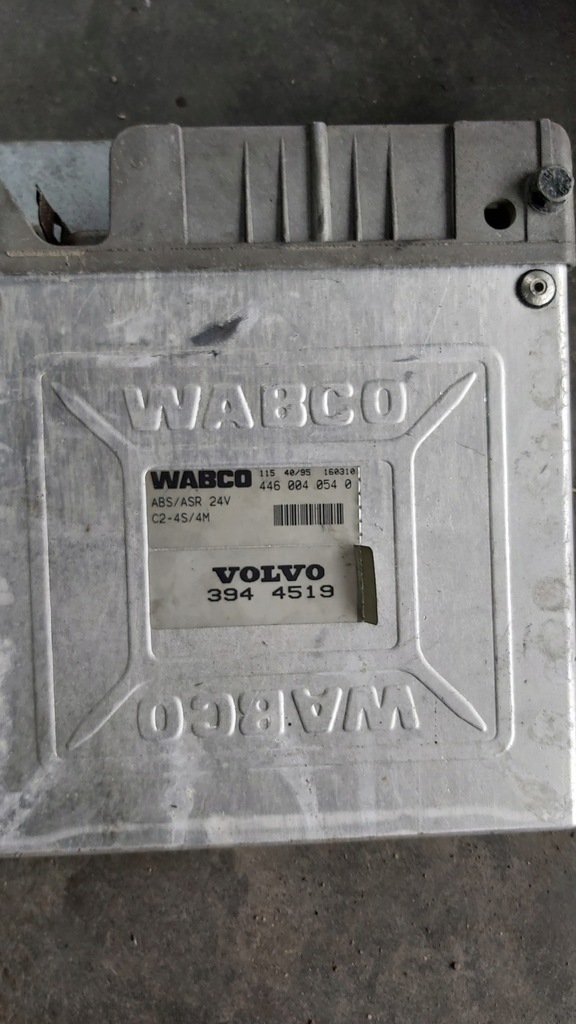 WABCO
WABCO 115 40/95 160310
446 004 054 0
ABS/ASR 24V
C2-4S/4M
VOLVO
394 4519
WABCO